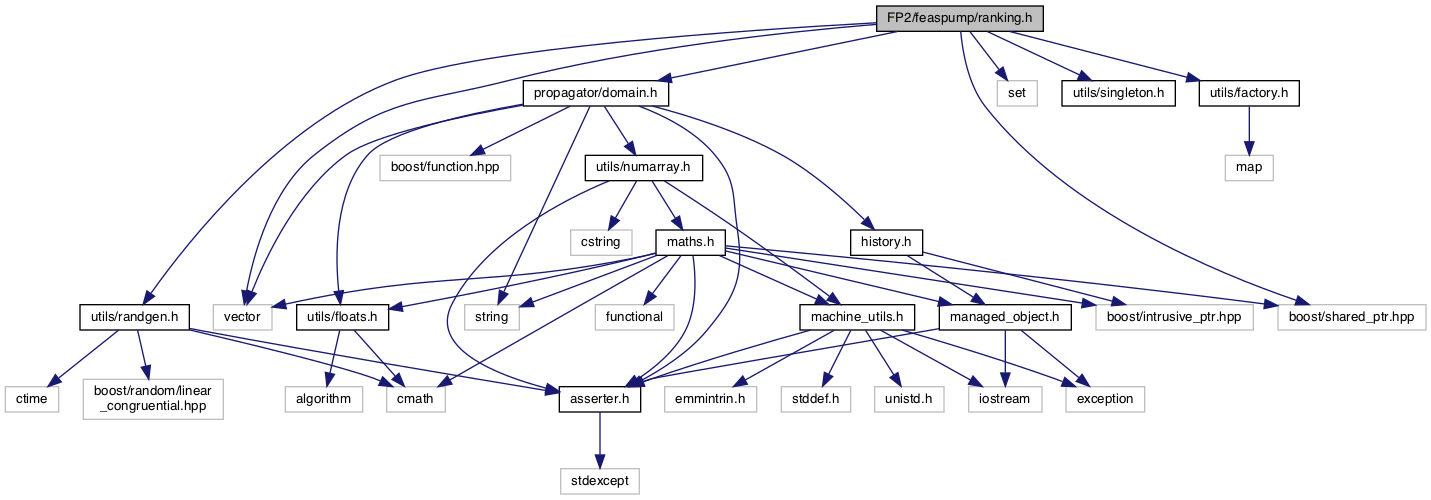 FP2/feaspump/ranking.h
propagator/domain.h
set
utils/singleton.h
utils/factory.h
boost/function.hpp
utils/numarray.h
map
cstring
maths.h
history.h
utils/randgen.h
vector
utils/floats.h
string
functional
machine_utils.h
managed_object.h
boost/intrusive_ptr.hpp
boost/shared_ptr.hpp
ctime
boost/random/linear
_congruential.hpp
algorithm
cmath
asserter.h
emmintrin.h
stddef.h
unistd.h
iostream
exception
stdexcept